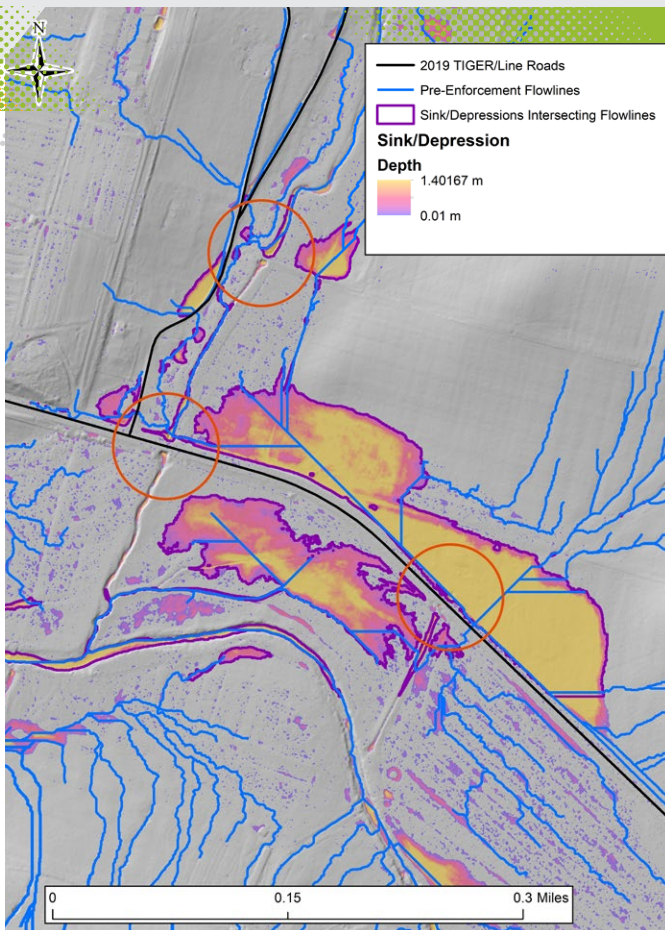 N
2019 TIGER/Line Roads
Pre-Enforcement Flowlines
Sink/Depressions Intersecting Flowlines
Sink/Depression
Depth
1.40167 m
0.01 m
0 0.15 0.3 Miles